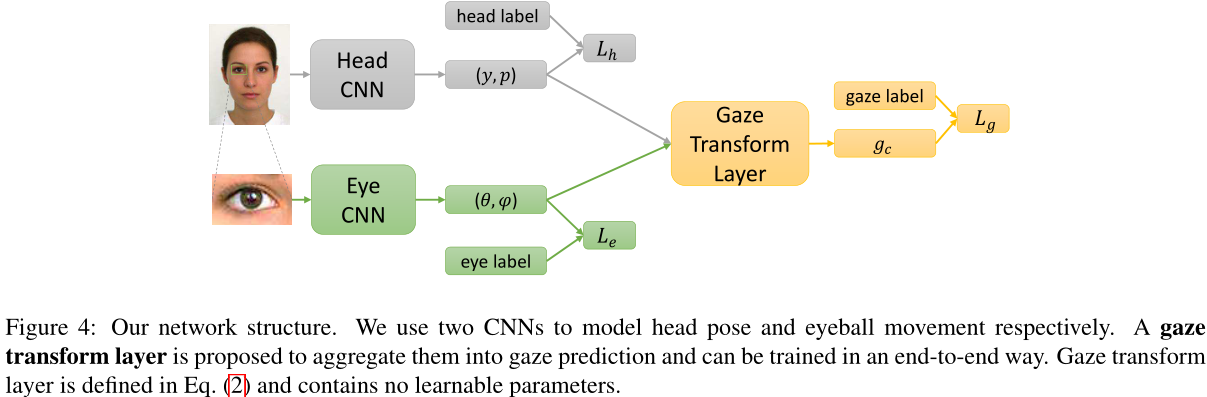 head label
L_h
Head
CNN
(y, p)
gaze label
L_g
Gaze
Transform
Layer
g_c
Eye
CNN
(θ, φ)
L_e
eye label
Figure 4: Our network structure. We use two CNNs to model head pose and eyeball movement respectively. A gaze
transform layer is proposed to aggregate them into gaze prediction and can be trained in an end-to-end way. Gaze transform
layer is defined in Eq. (2) and contains no learnable parameters.